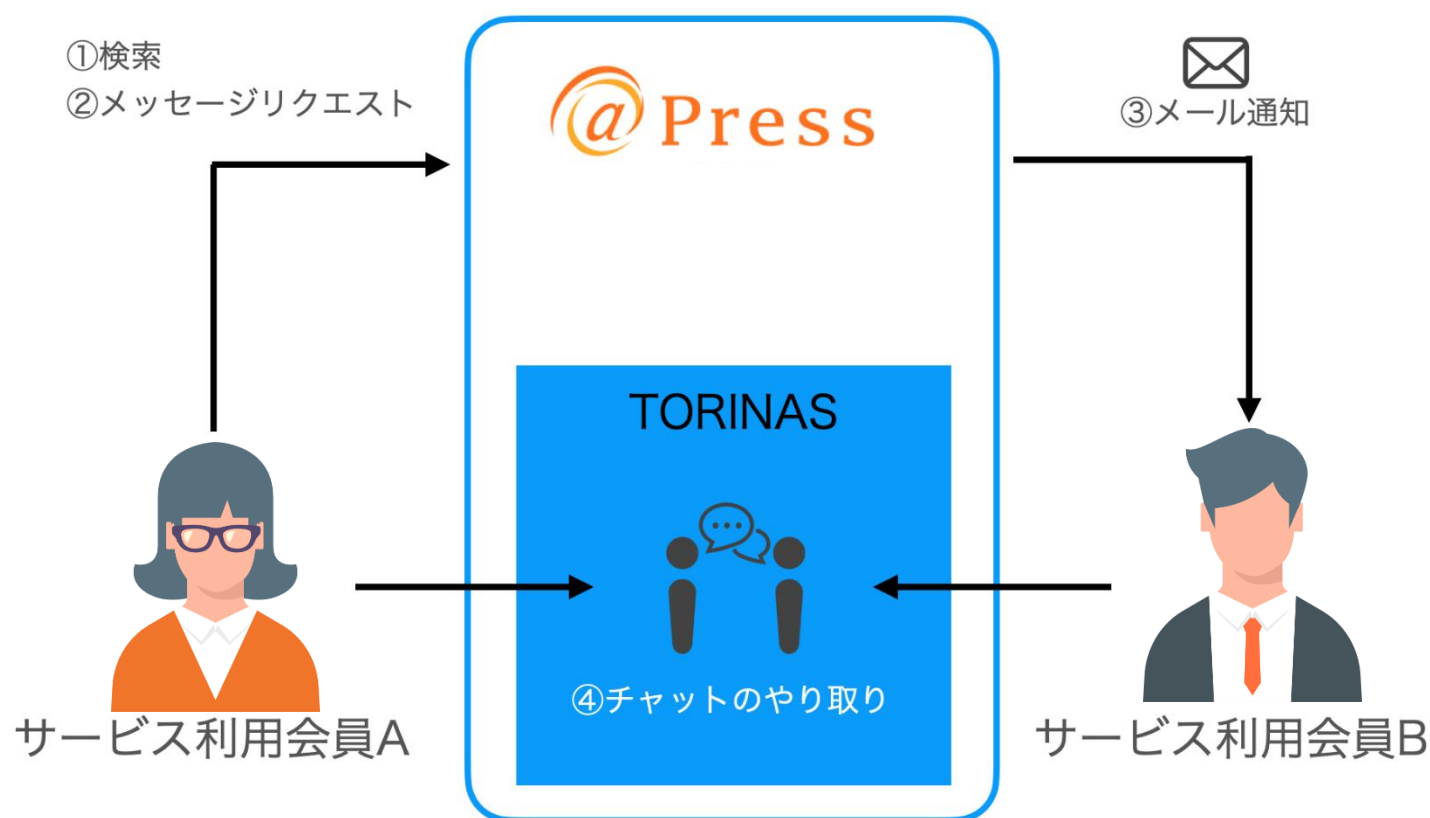 ①検索
②メッセージリクエスト
@Press
③メール通知
TORINAS
④チャットのやり取り
サービス利用会員A
サービス利用会員B